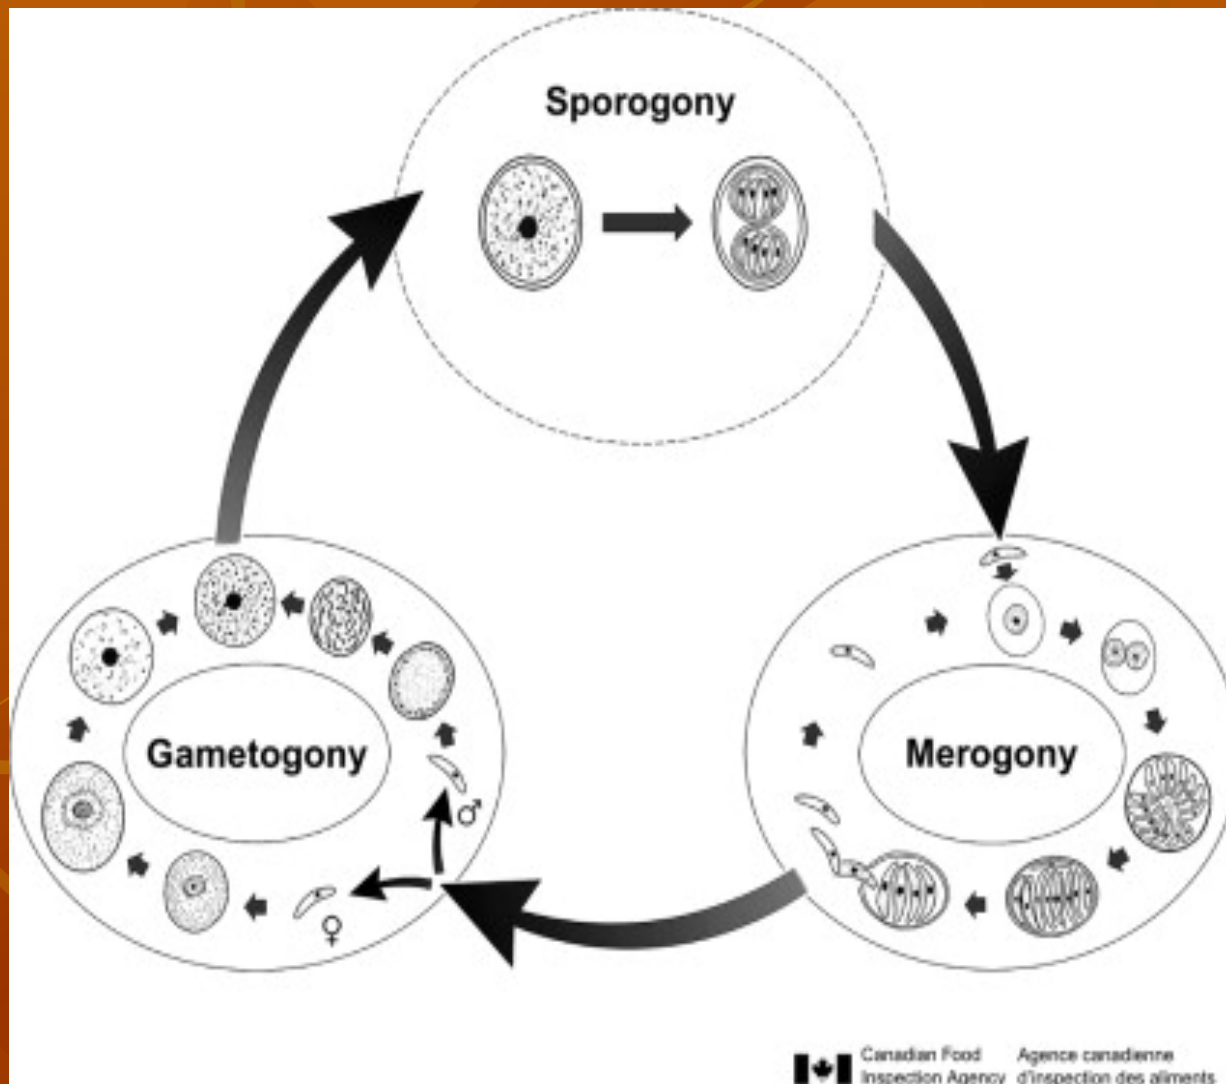 Sporogony
Gametogony
Merogony
♂
♀
Canadian Food Agence canadienne
Inspection Agency d'inspection des aliments